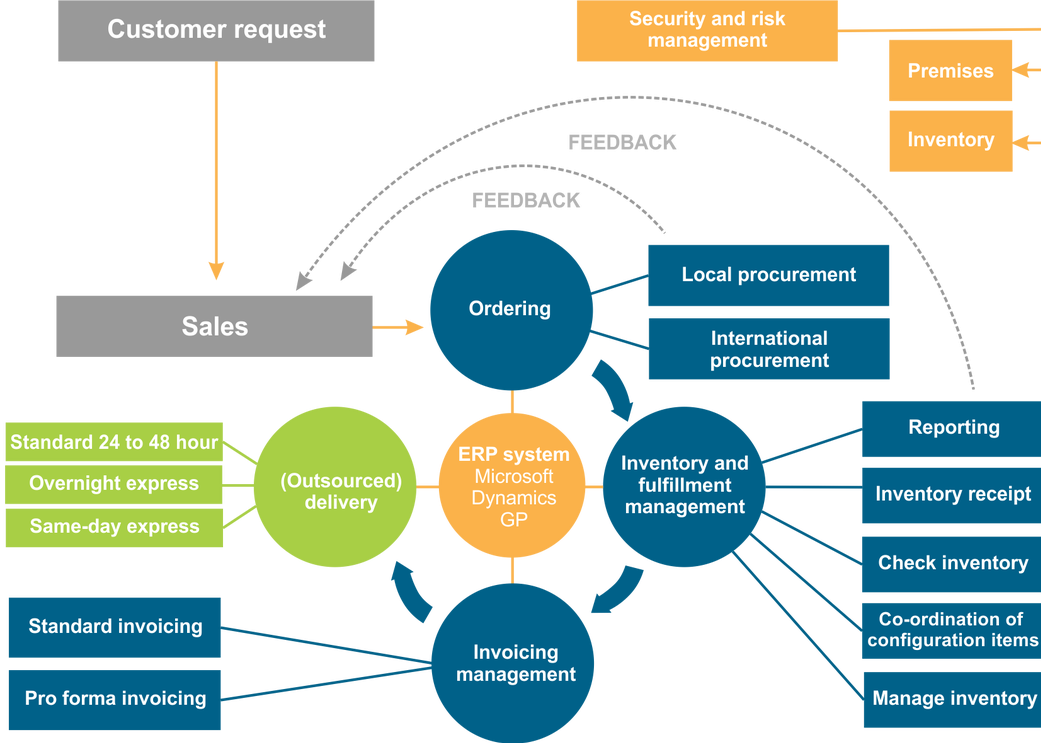 Customer request
Security and risk
management
Premises
Inventory
FEEDBACK
FEEDBACK
Sales
Ordering
Local procurement
International
procurement
Standard 24 to 48 hour
Overnight express
Same-day express
(Outsourced)
delivery
ERP system
Microsoft
Dynamics
GP
Inventory and
fulfillment
management
Reporting
Inventory receipt
Check inventory
Co-ordination of
configuration items
Manage inventory
Standard invoicing
Pro forma invoicing
Invoicing
management